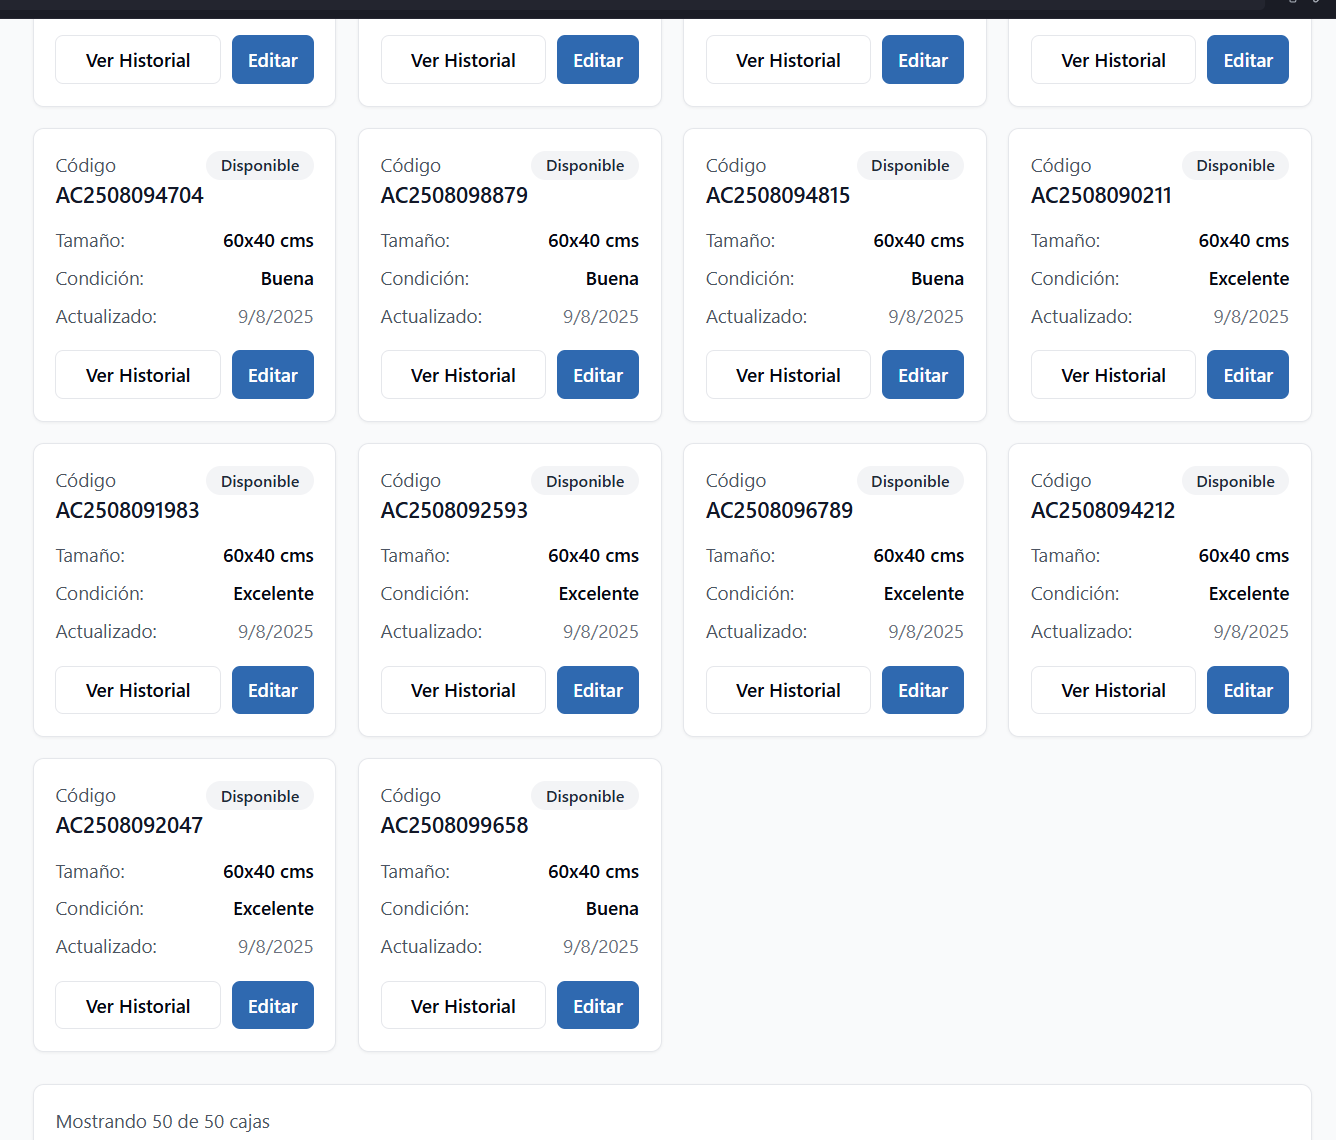 Ver Historial Editar Ver Historial Editar Ver Historial Editar Ver Historial Editar
Código Disponible Código Disponible Código Disponible Código Disponible
AC2508094704 AC2508098879 AC2508094815 AC2508090211
Tamaño: 60x40 cms Tamaño: 60x40 cms Tamaño: 60x40 cms Tamaño: 60x40 cms
Condición: Buena Condición: Buena Condición: Buena Condición: Excelente
Actualizado: 9/8/2025 Actualizado: 9/8/2025 Actualizado: 9/8/2025 Actualizado: 9/8/2025
Ver Historial Editar Ver Historial Editar Ver Historial Editar Ver Historial Editar
Código Disponible Código Disponible Código Disponible Código Disponible
AC2508091983 AC2508092593 AC2508096789 AC2508094212
Tamaño: 60x40 cms Tamaño: 60x40 cms Tamaño: 60x40 cms Tamaño: 60x40 cms
Condición: Excelente Condición: Excelente Condición: Excelente Condición: Excelente
Actualizado: 9/8/2025 Actualizado: 9/8/2025 Actualizado: 9/8/2025 Actualizado: 9/8/2025
Ver Historial Editar Ver Historial Editar Ver Historial Editar Ver Historial Editar
Código Disponible Código Disponible
AC2508092047 AC2508099658
Tamaño: 60x40 cms Tamaño: 60x40 cms
Condición: Excelente Condición: Buena
Actualizado: 9/8/2025 Actualizado: 9/8/2025
Ver Historial Editar Ver Historial Editar
Mostrando 50 de 50 cajas